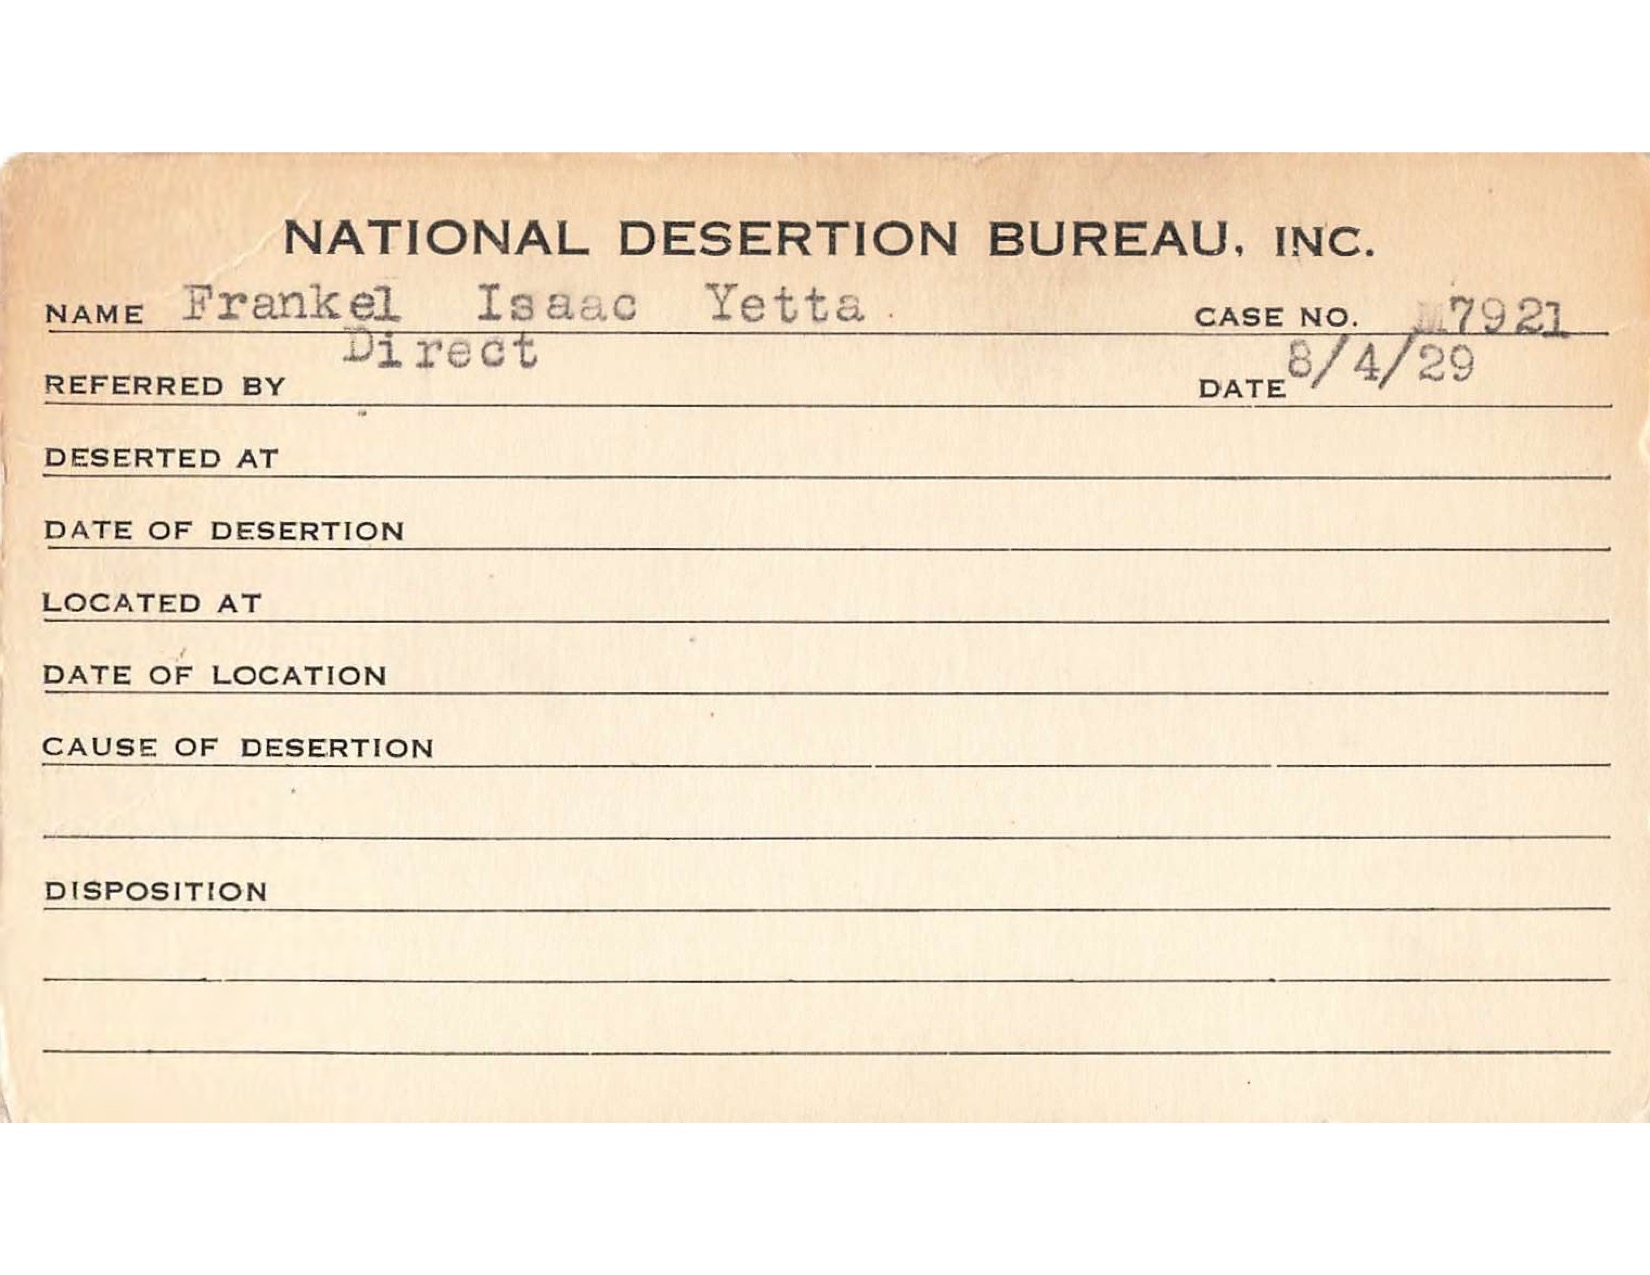 NATIONAL DESERTION BUREAU, INC.
NAME Frankel Isaac Yetta CASE NO. M7921
REFERRED BY Direct DATE 8/4/29
DESERTED AT
DATE OF DESERTION
LOCATED AT
DATE OF LOCATION
CAUSE OF DESERTION
DISPOSITION